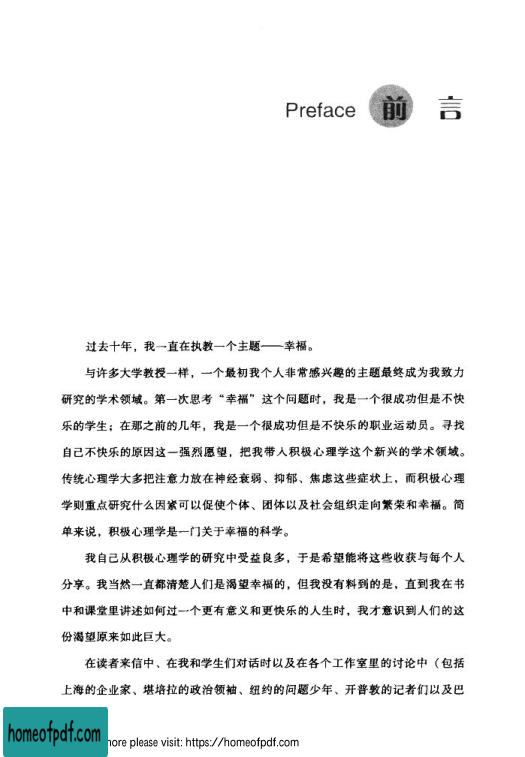 Preface 前 言
过去十年，我一直在执教一个主题——幸福。
与许多大学教授一样，一个最初我个人非常感兴趣的主题最终成为我致力
研究的学术领域。第一次思考“幸福”这个问题时，我是一个很成功但是不快
乐的学生；在那之前的几年，我是一个很成功但是不快乐的职业运动员。寻找
自己不快乐的原因这一强烈愿望，把我带入积极心理学这个新兴的学术领域。
传统心理学大多把注意力放在神经衰弱、抑郁、焦虑这些症状上，而积极心理
学则重点研究什么因素可以促使个体、团体以及社会组织走向繁荣和幸福。简
单来说，积极心理学是一门关于幸福的科学。
我自己从积极心理学的研究中受益良多，于是希望能将这些收获与每个人
分享。我当然一直都清楚人们是渴望幸福的，但我没有料到的是，直到我在书
中和课堂里讲述如何过一个更有意义和更快乐的人生时，我才意识到人们的这
份渴望原来如此巨大。
在读者来信中、在我和学生们对话时以及在各个工作室里的讨论中（包括
上海的企业家、堪培拉的政治领袖、纽约的问题少年、开普敦的记者们以及巴
homeofpdf.com
more please visit: https://homeofpdf.com